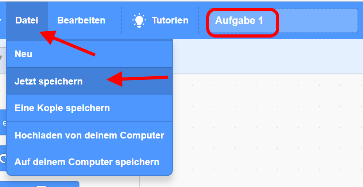 Datei Bearbeiten Tutorien Aufgabe 1
Neu
Jetzt speichern
Eine Kopie speichern
Hochladen von deinem Computer
Auf deinem Computer speichern